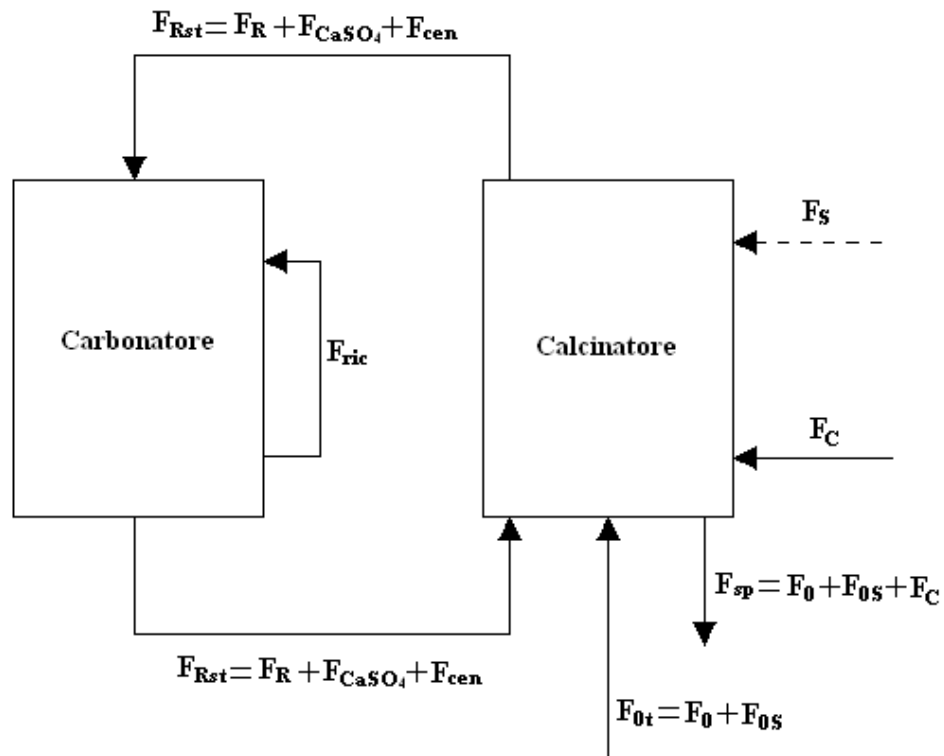 F_Rst = F_R + F_CaSO₄ + F_cen
F_S
Carbonatore
F_ric
Calcinatore
F_C
F_sp = F_0 + F_0S + F_C
F_Rst = F_R + F_CaSO₄ + F_cen
F_0t = F_0 + F_0S